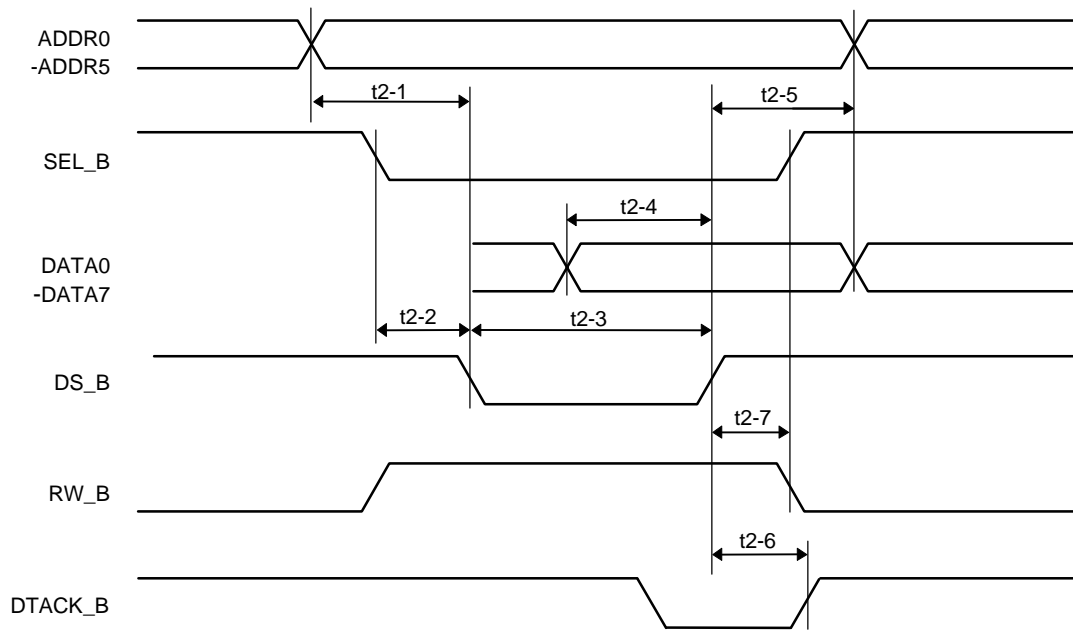 ADDR0
-ADDR5
t2-1
t2-5
SEL_B
t2-4
DATA0
-DATA7
t2-2
t2-3
DS_B
t2-7
RW_B
t2-6
DTACK_B